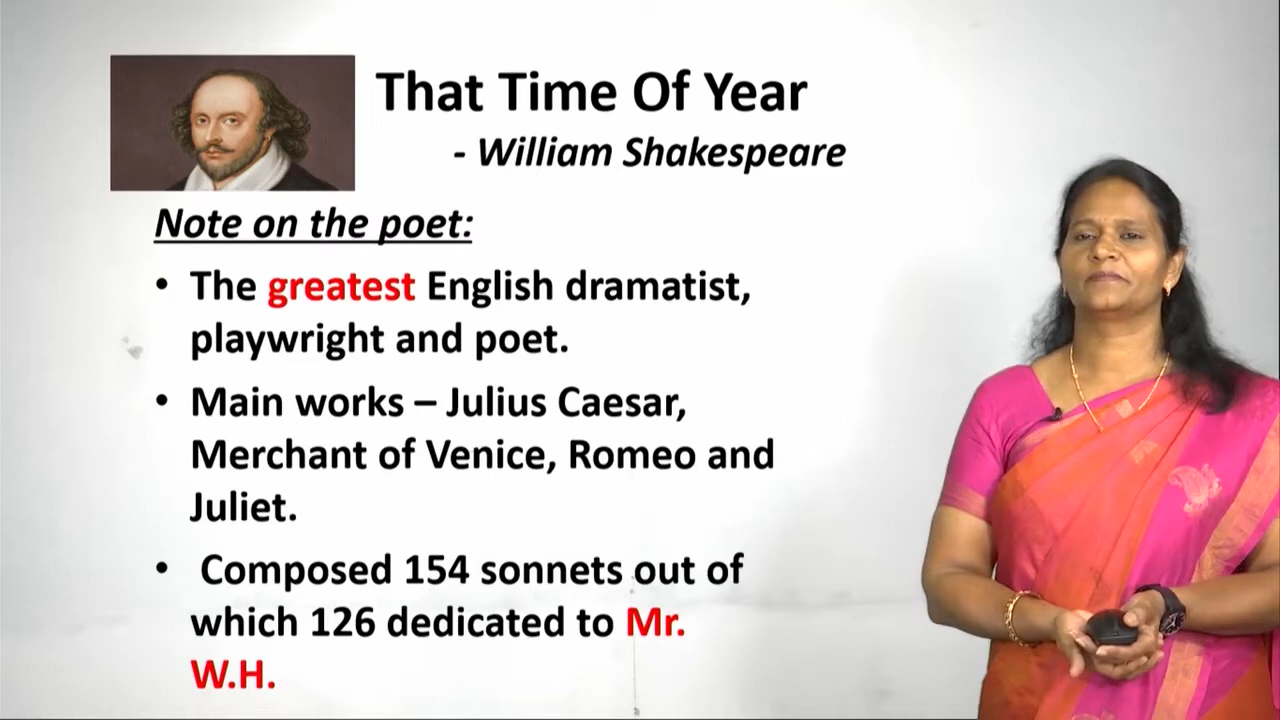 That Time Of Year
- William Shakespeare
Note on the poet:
• The greatest English dramatist,
playwright and poet.
• Main works – Julius Caesar,
Merchant of Venice, Romeo and
Juliet.
• Composed 154 sonnets out of
which 126 dedicated to Mr.
W.H.